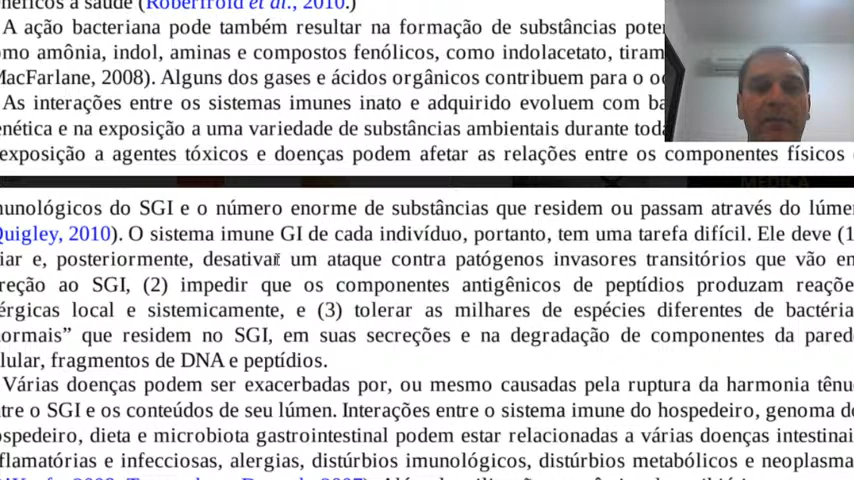 néficos à saúde (Roberfroid et al., 2010.)
A ação bacteriana pode também resultar na formação de substâncias poten
omo amônia, indol, aminas e compostos fenólicos, como indolacetato, tiram
MacFarlane, 2008). Alguns dos gases e ácidos orgânicos contribuem para o od
As interações entre os sistemas imunes inato e adquirido evoluem com ba
enética e na exposição a uma variedade de substâncias ambientais durante toda
exposição a agentes tóxicos e doenças podem afetar as relações entre os componentes físicos e
munológicos do SGI e o número enorme de substâncias que residem ou passam através do lúmen
Quigley, 2010). O sistema imune GI de cada indivíduo, portanto, tem uma tarefa difícil. Ele deve (1
iar e, posteriormente, desativar um ataque contra patógenos invasores transitórios que vão em
reção ao SGI, (2) impedir que os componentes antigênicos de peptídios produzam reaçõe
érgicas local e sistemicamente, e (3) tolerar as milhares de espécies diferentes de bactéria
ormais” que residem no SGI, em suas secreções e na degradação de componentes da pared
lular, fragmentos de DNA e peptídios.
Várias doenças podem ser exacerbadas por, ou mesmo causadas pela ruptura da harmonia tênu
tre o SGI e os conteúdos de seu lúmen. Interações entre o sistema imune do hospedeiro, genoma do
ospedeiro, dieta e microbiota gastrointestinal podem estar relacionadas a várias doenças intestinai
flamatórias e infecciosas, alergias, distúrbios imunológicos, distúrbios metabólicos e neoplasma